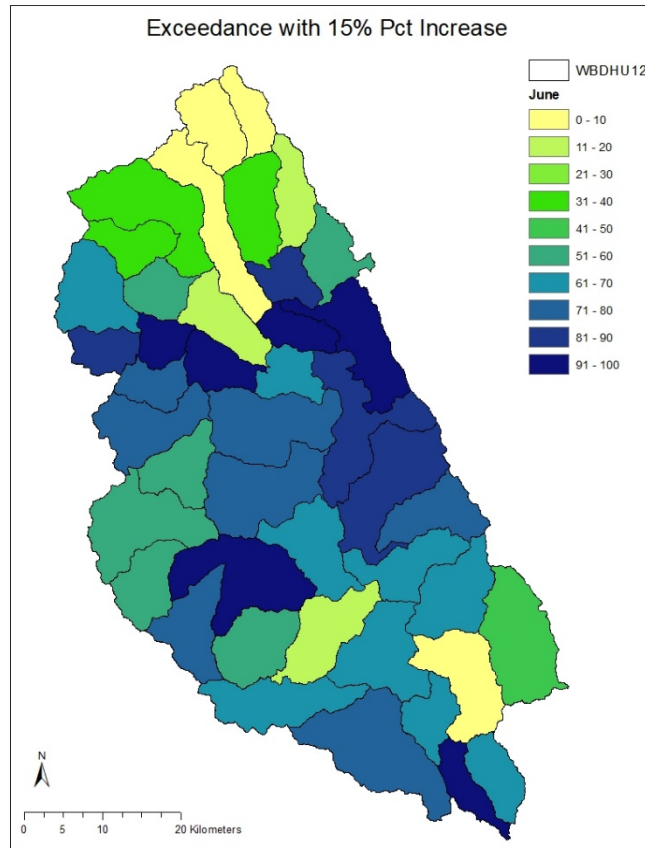 Exceedance with 15% Pct Increase
WBDHU12
June
0 - 10
11 - 20
21 - 30
31 - 40
41 - 50
51 - 60
61 - 70
71 - 80
81 - 90
91 - 100
N
0 5 10 20 Kilometers